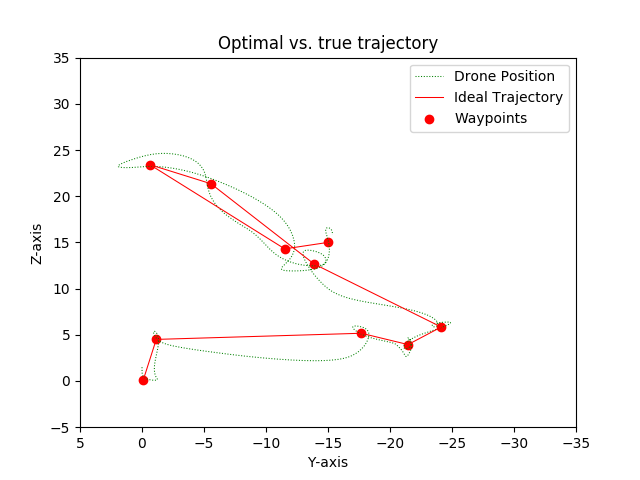 Optimal vs. true trajectory
Drone Position
Ideal Trajectory
Waypoints
35
30
25
20
15
10
5
0
−5
Z-axis
5 0 −5 −10 −15 −20 −25 −30 −35
Y-axis